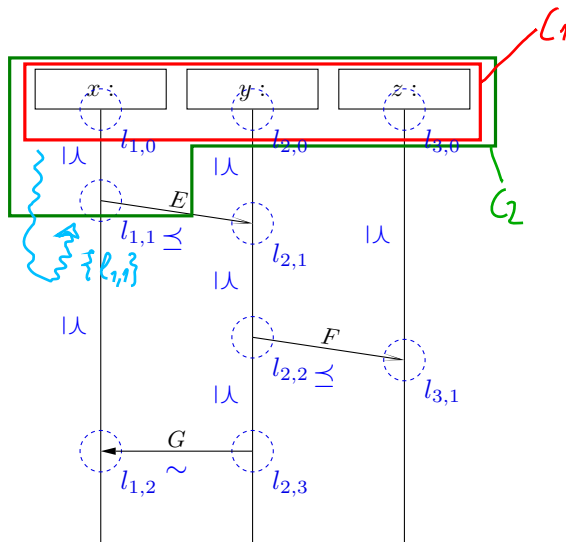 C1
x : y : z :
l1,0 l2,0 l3,0
⪯ ⪯
E
l1,1 ⪯ l2,1 ⪯
{l1,1}
C2
⪯
⪯ F
l2,2 ⪯ l3,1
⪯
G
l1,2 ∼ l2,3